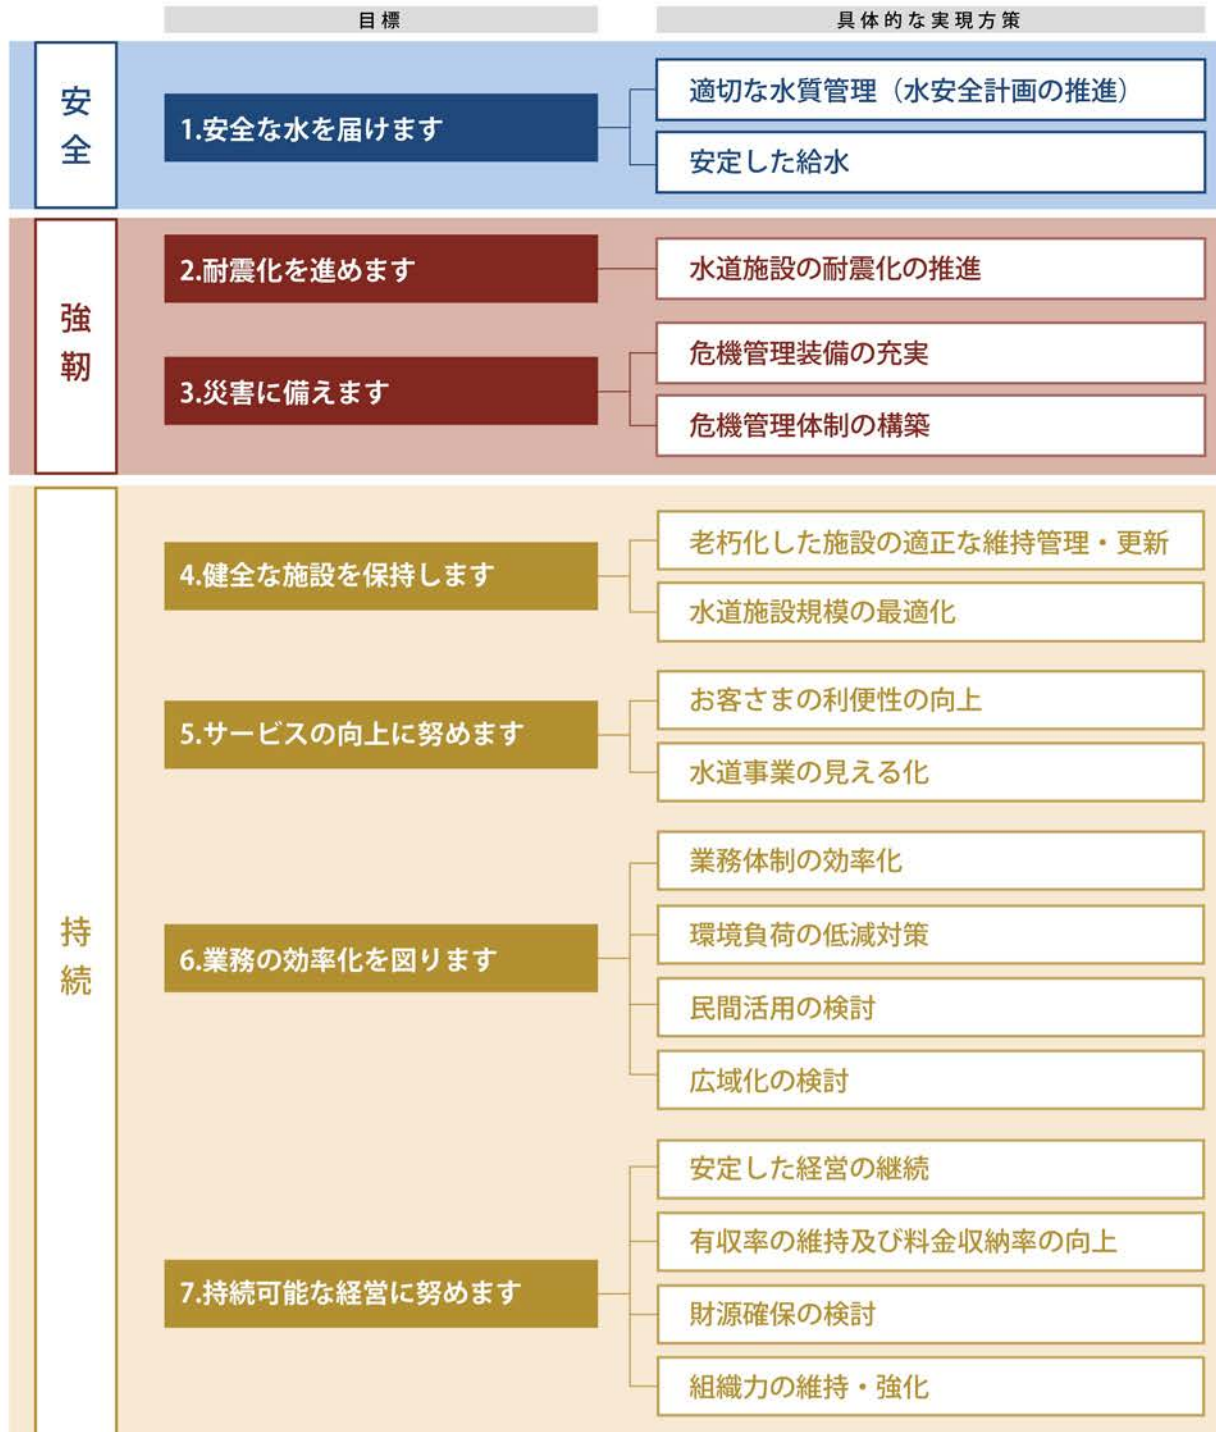 目標
具体的な実現方策
安全
1.安全な水を届けます
適切な水質管理（水安全計画の推進）
安定した給水
強靭
2.耐震化を進めます
水道施設の耐震化の推進
3.災害に備えます
危機管理装備の充実
危機管理体制の構築
持続
4.健全な施設を保持します
老朽化した施設の適正な維持管理・更新
水道施設規模の最適化
5.サービスの向上に努めます
お客さまの利便性の向上
水道事業の見える化
6.業務の効率化を図ります
業務体制の効率化
環境負荷の低減対策
民間活用の検討
広域化の検討
7.持続可能な経営に努めます
安定した経営の継続
有収率の維持及び料金収納率の向上
財源確保の検討
組織力の維持・強化